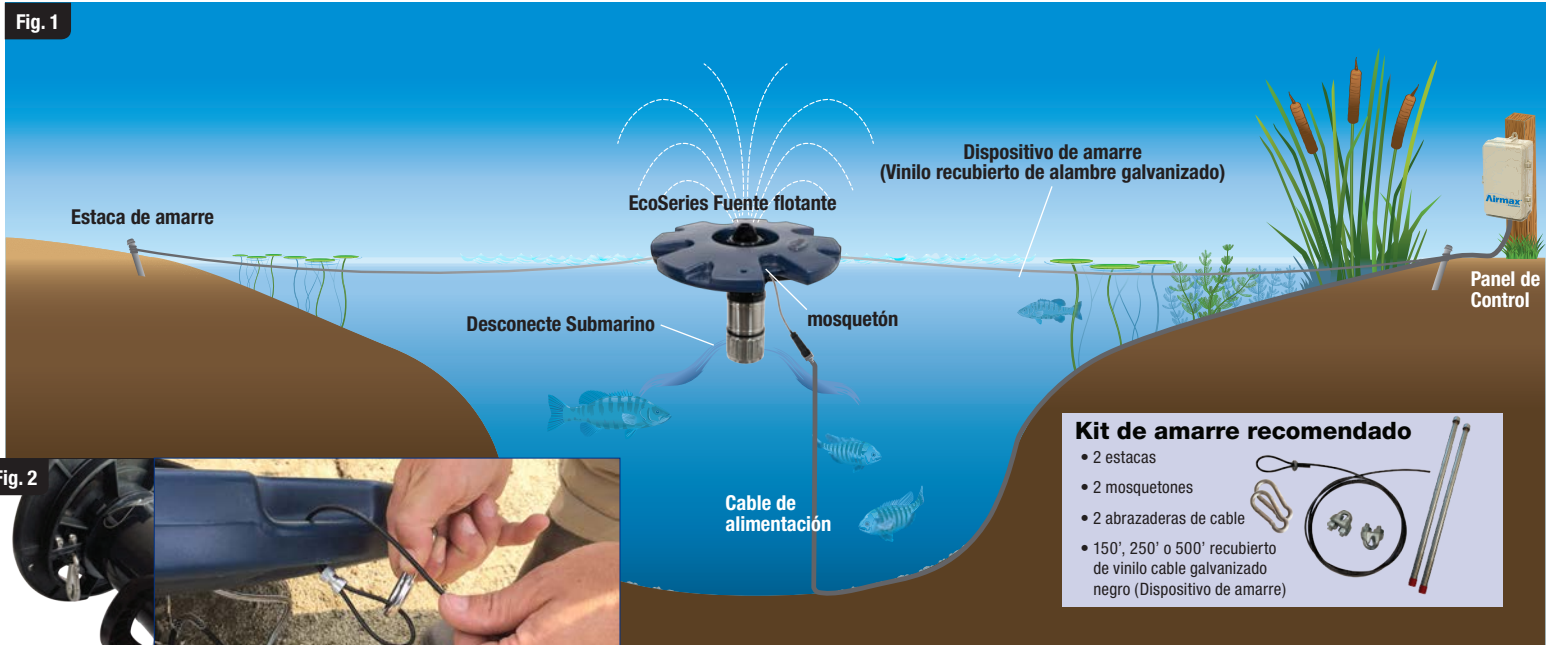 Fig. 1
Estaca de amarre
EcoSeries Fuente flotante
Dispositivo de amarre
(Vinilo recubierto de alambre galvanizado)
Airmax
Panel de
Control
Desconecte Submarino
mosquetón
Cable de
alimentación
Kit de amarre recomendado
• 2 estacas
• 2 mosquetones
• 2 abrazaderas de cable
• 150’, 250’ o 500’ recubierto
de vinilo cable galvanizado
negro (Dispositivo de amarre)
Fig. 2